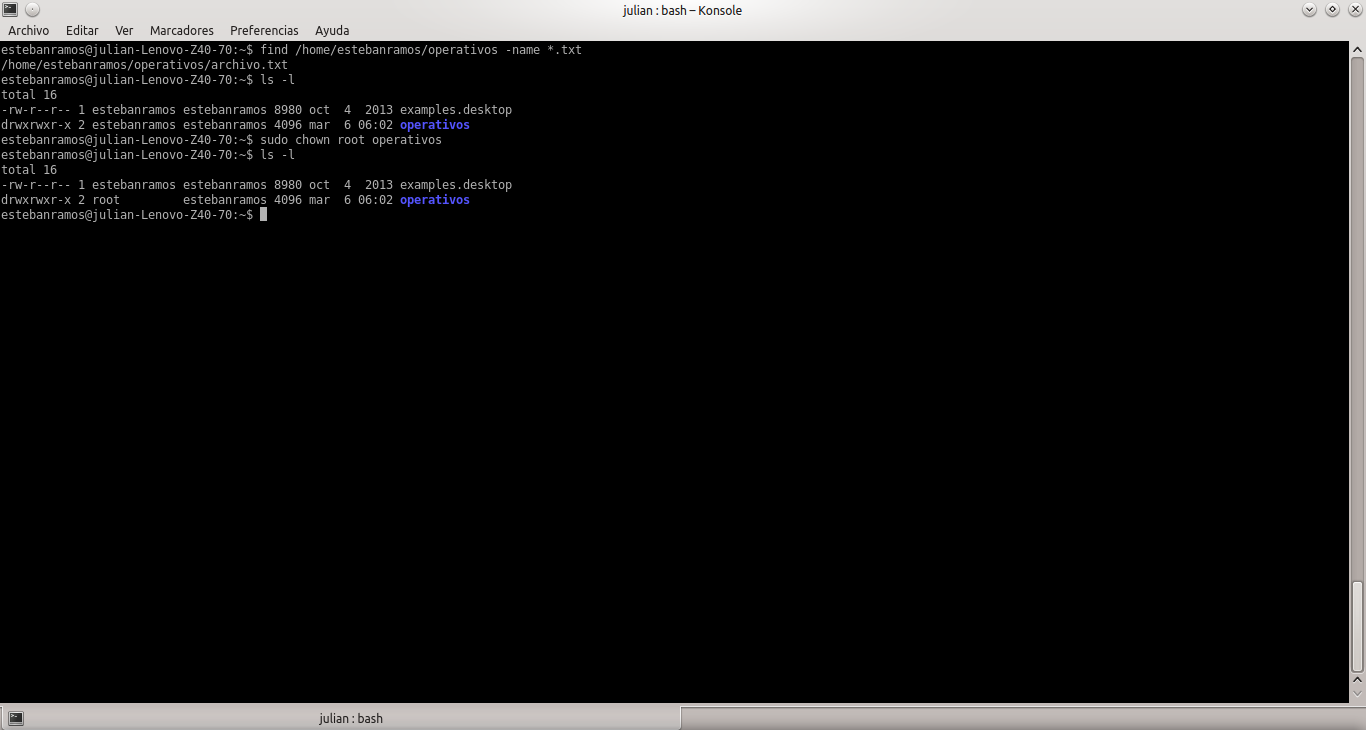 julian : bash – Konsole
Archivo Editar Ver Marcadores Preferencias Ayuda
estebanramos@julian-Lenovo-Z40-70:~$ find /home/estebanramos/operativos -name *.txt
/home/estebanramos/operativos/archivo.txt
estebanramos@julian-Lenovo-Z40-70:~$ ls -l
total 16
-rw-r--r-- 1 estebanramos estebanramos 8980 oct  4  2013 examples.desktop
drwxrwxr-x 2 estebanramos estebanramos 4096 mar  6 06:02 operativos
estebanramos@julian-Lenovo-Z40-70:~$ sudo chown root operativos
estebanramos@julian-Lenovo-Z40-70:~$ ls -l
total 16
-rw-r--r-- 1 estebanramos estebanramos 8980 oct  4  2013 examples.desktop
drwxrwxr-x 2 root         estebanramos 4096 mar  6 06:02 operativos
estebanramos@julian-Lenovo-Z40-70:~$
julian : bash